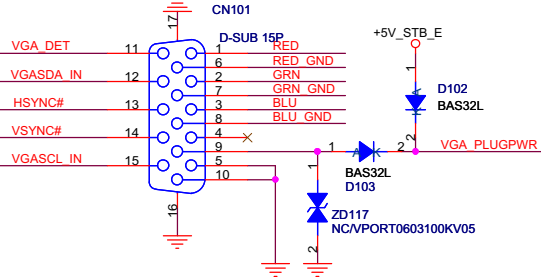 CN101
17
+5V_STB_E
D-SUB 15P
VGA_DET 11 1 RED
6 RED_GND
VGASDA_IN 12 2 GRN
7 GRN_GND
HSYNC# 13 3 BLU
8 BLU_GND
VSYNC# 14 4
9
VGASCL_IN 15 5
10
16
1
D102
BAS32L
A
2
1 A K 2 VGA_PLUGPWR
BAS32L
D103
1
ZD117
NC/VPORT0603100KV05
2